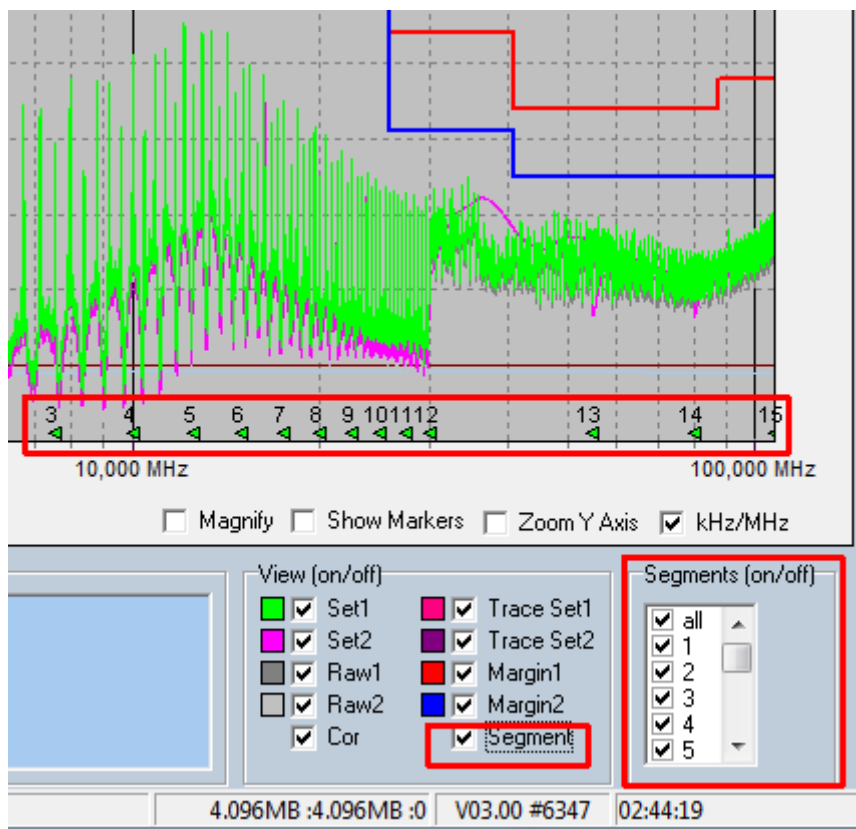 3 4 5 6 7 8 9 10 11 12 13 14 15
10,000 MHz 100,000 MHz
Magnify Show Markers Zoom Y Axis kHz/MHz
View (on/off)
Set1 Trace Set1
Set2 Trace Set2
Raw1 Margin1
Raw2 Margin2
Cor Segment
Segments (on/off)
all
1
2
3
4
5
4.096MB :4.096MB :0 V03.00 #6347 02:44:19